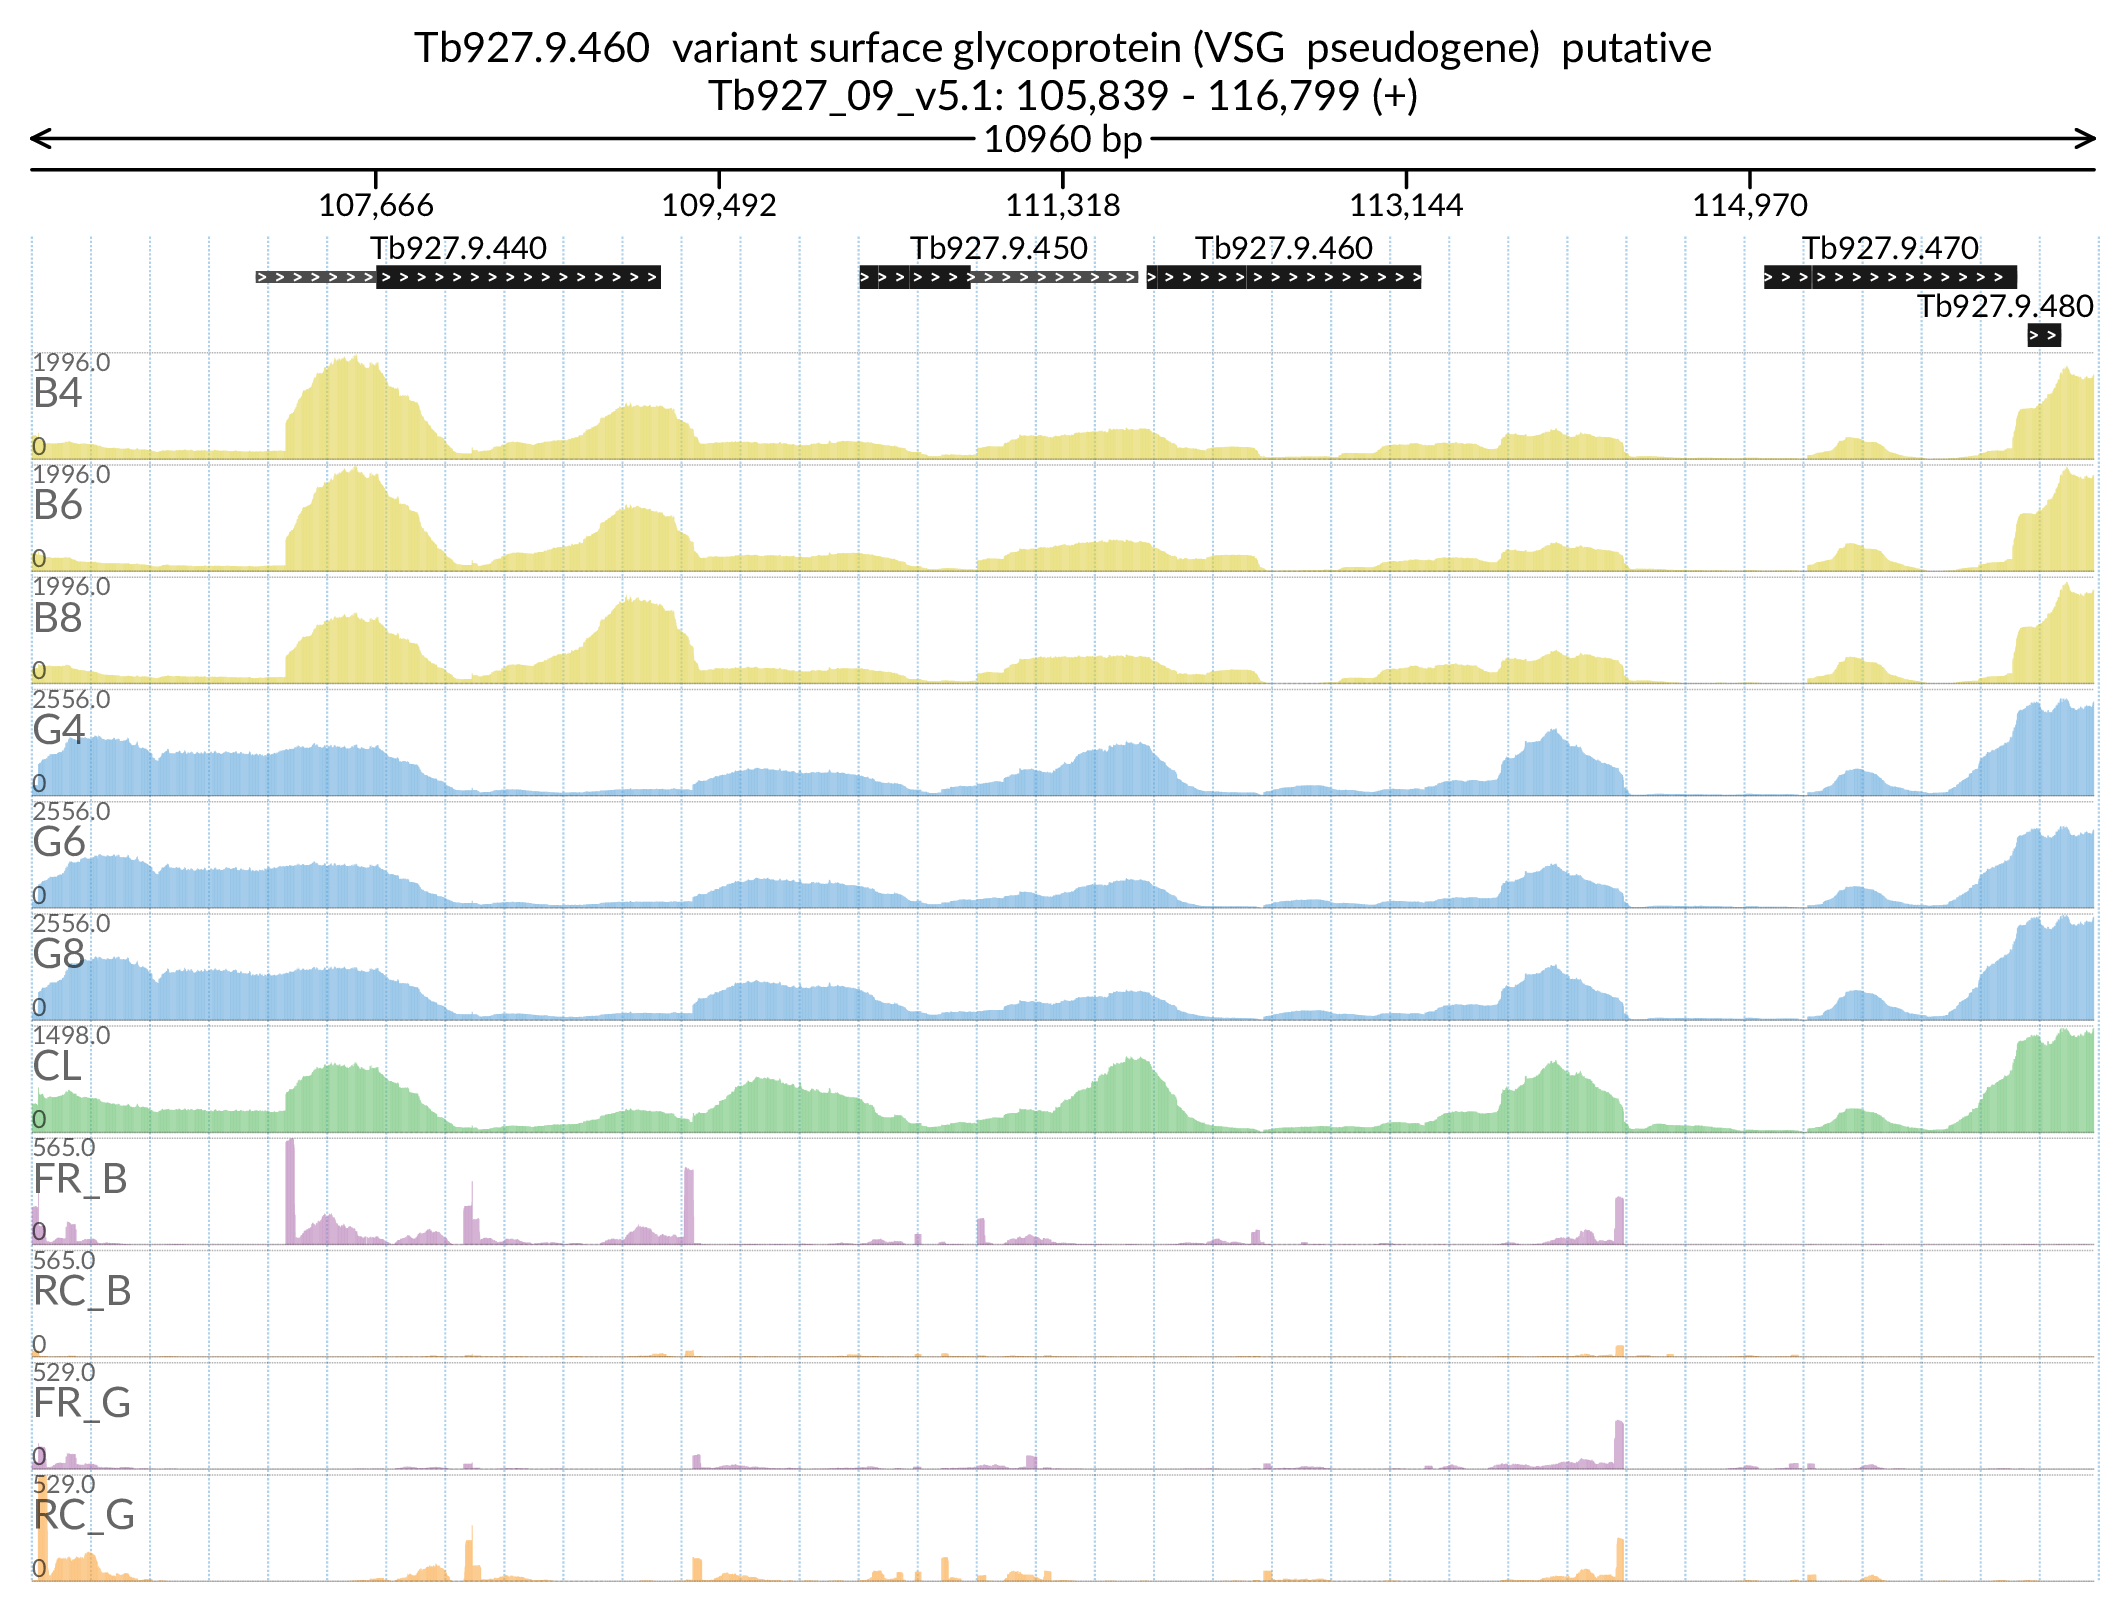 Tb927.9.460 variant surface glycoprotein (VSG pseudogene) putative
Tb927_09_v5.1: 105,839 - 116,799 (+)
10960 bp
107,666 109,492 111,318 113,144 114,970
Tb927.9.440 Tb927.9.450 Tb927.9.460 Tb927.9.470
Tb927.9.480
1996.0
B4
0
1996.0
B6
0
1996.0
B8
0
2556.0
G4
0
2556.0
G6
0
2556.0
G8
0
1498.0
CL
0
565.0
FR_B
0
565.0
RC_B
0
529.0
FR_G
0
529.0
RC_G
0